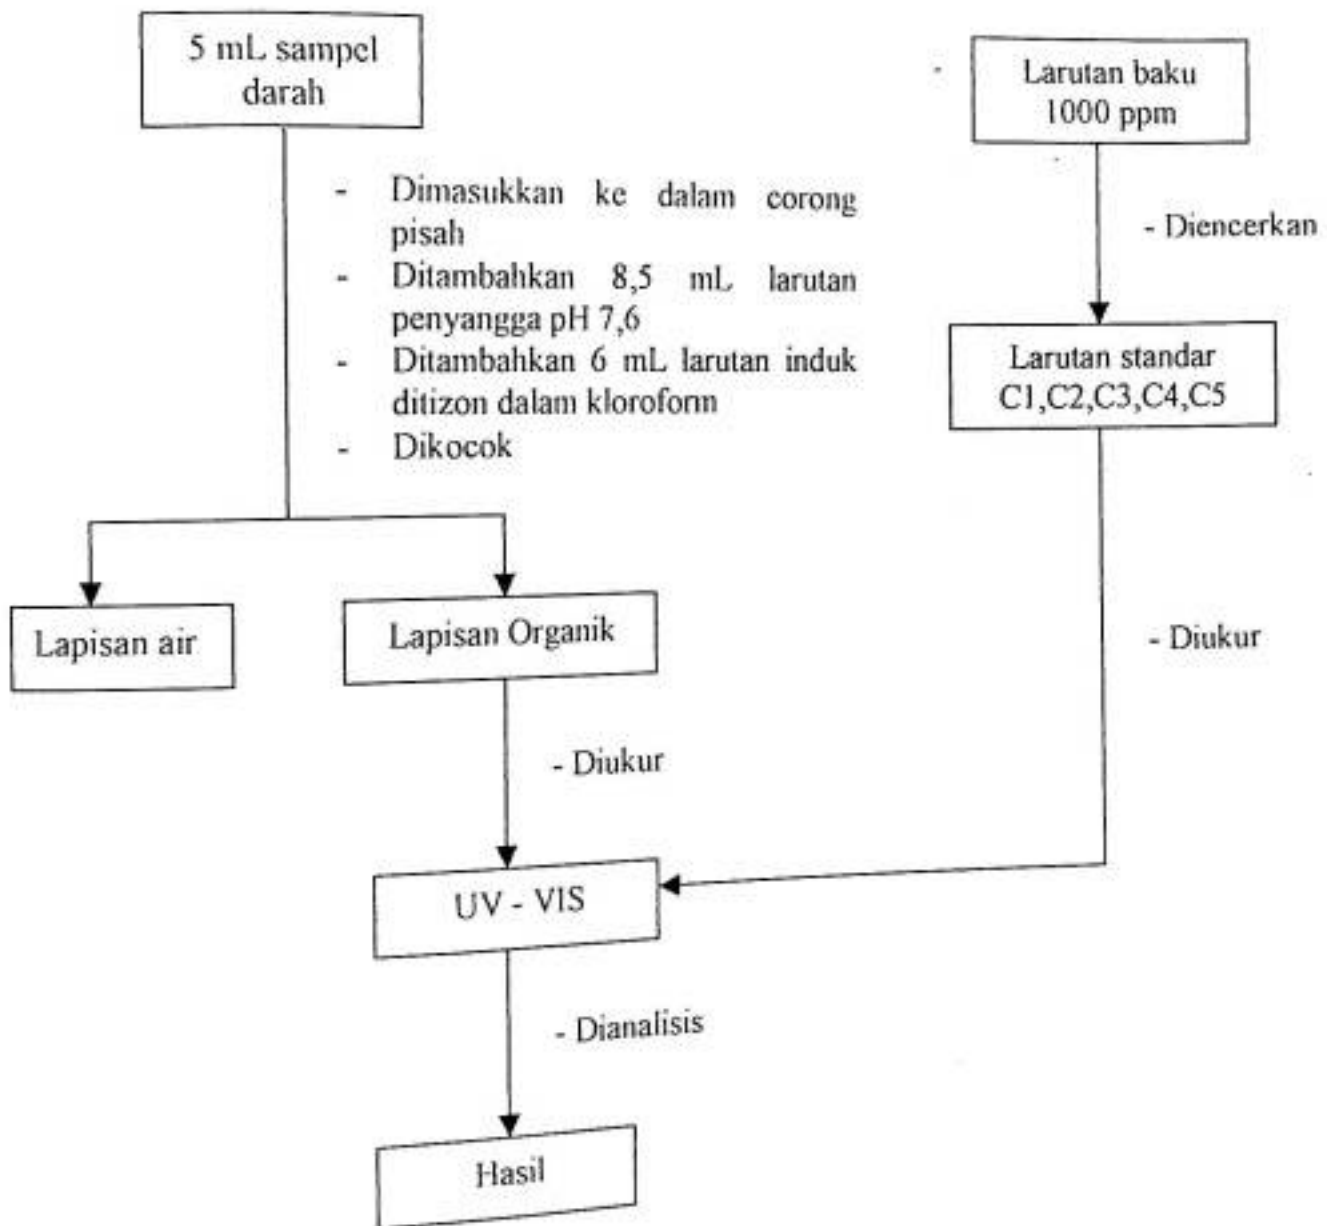 5 mL sampel
darah
Larutan baku
1000 ppm
- Dimasukkan ke dalam corong
pisah
- Ditambahkan 8,5 mL larutan
penyangga pH 7,6
- Ditambahkan 6 mL larutan induk
ditizon dalam kloroform
- Dikocok
- Diencerkan
Larutan standar
C1,C2,C3,C4,C5
Lapisan air
Lapisan Organik
- Diukur
- Diukur
UV - VIS
- Dianalisis
Hasil